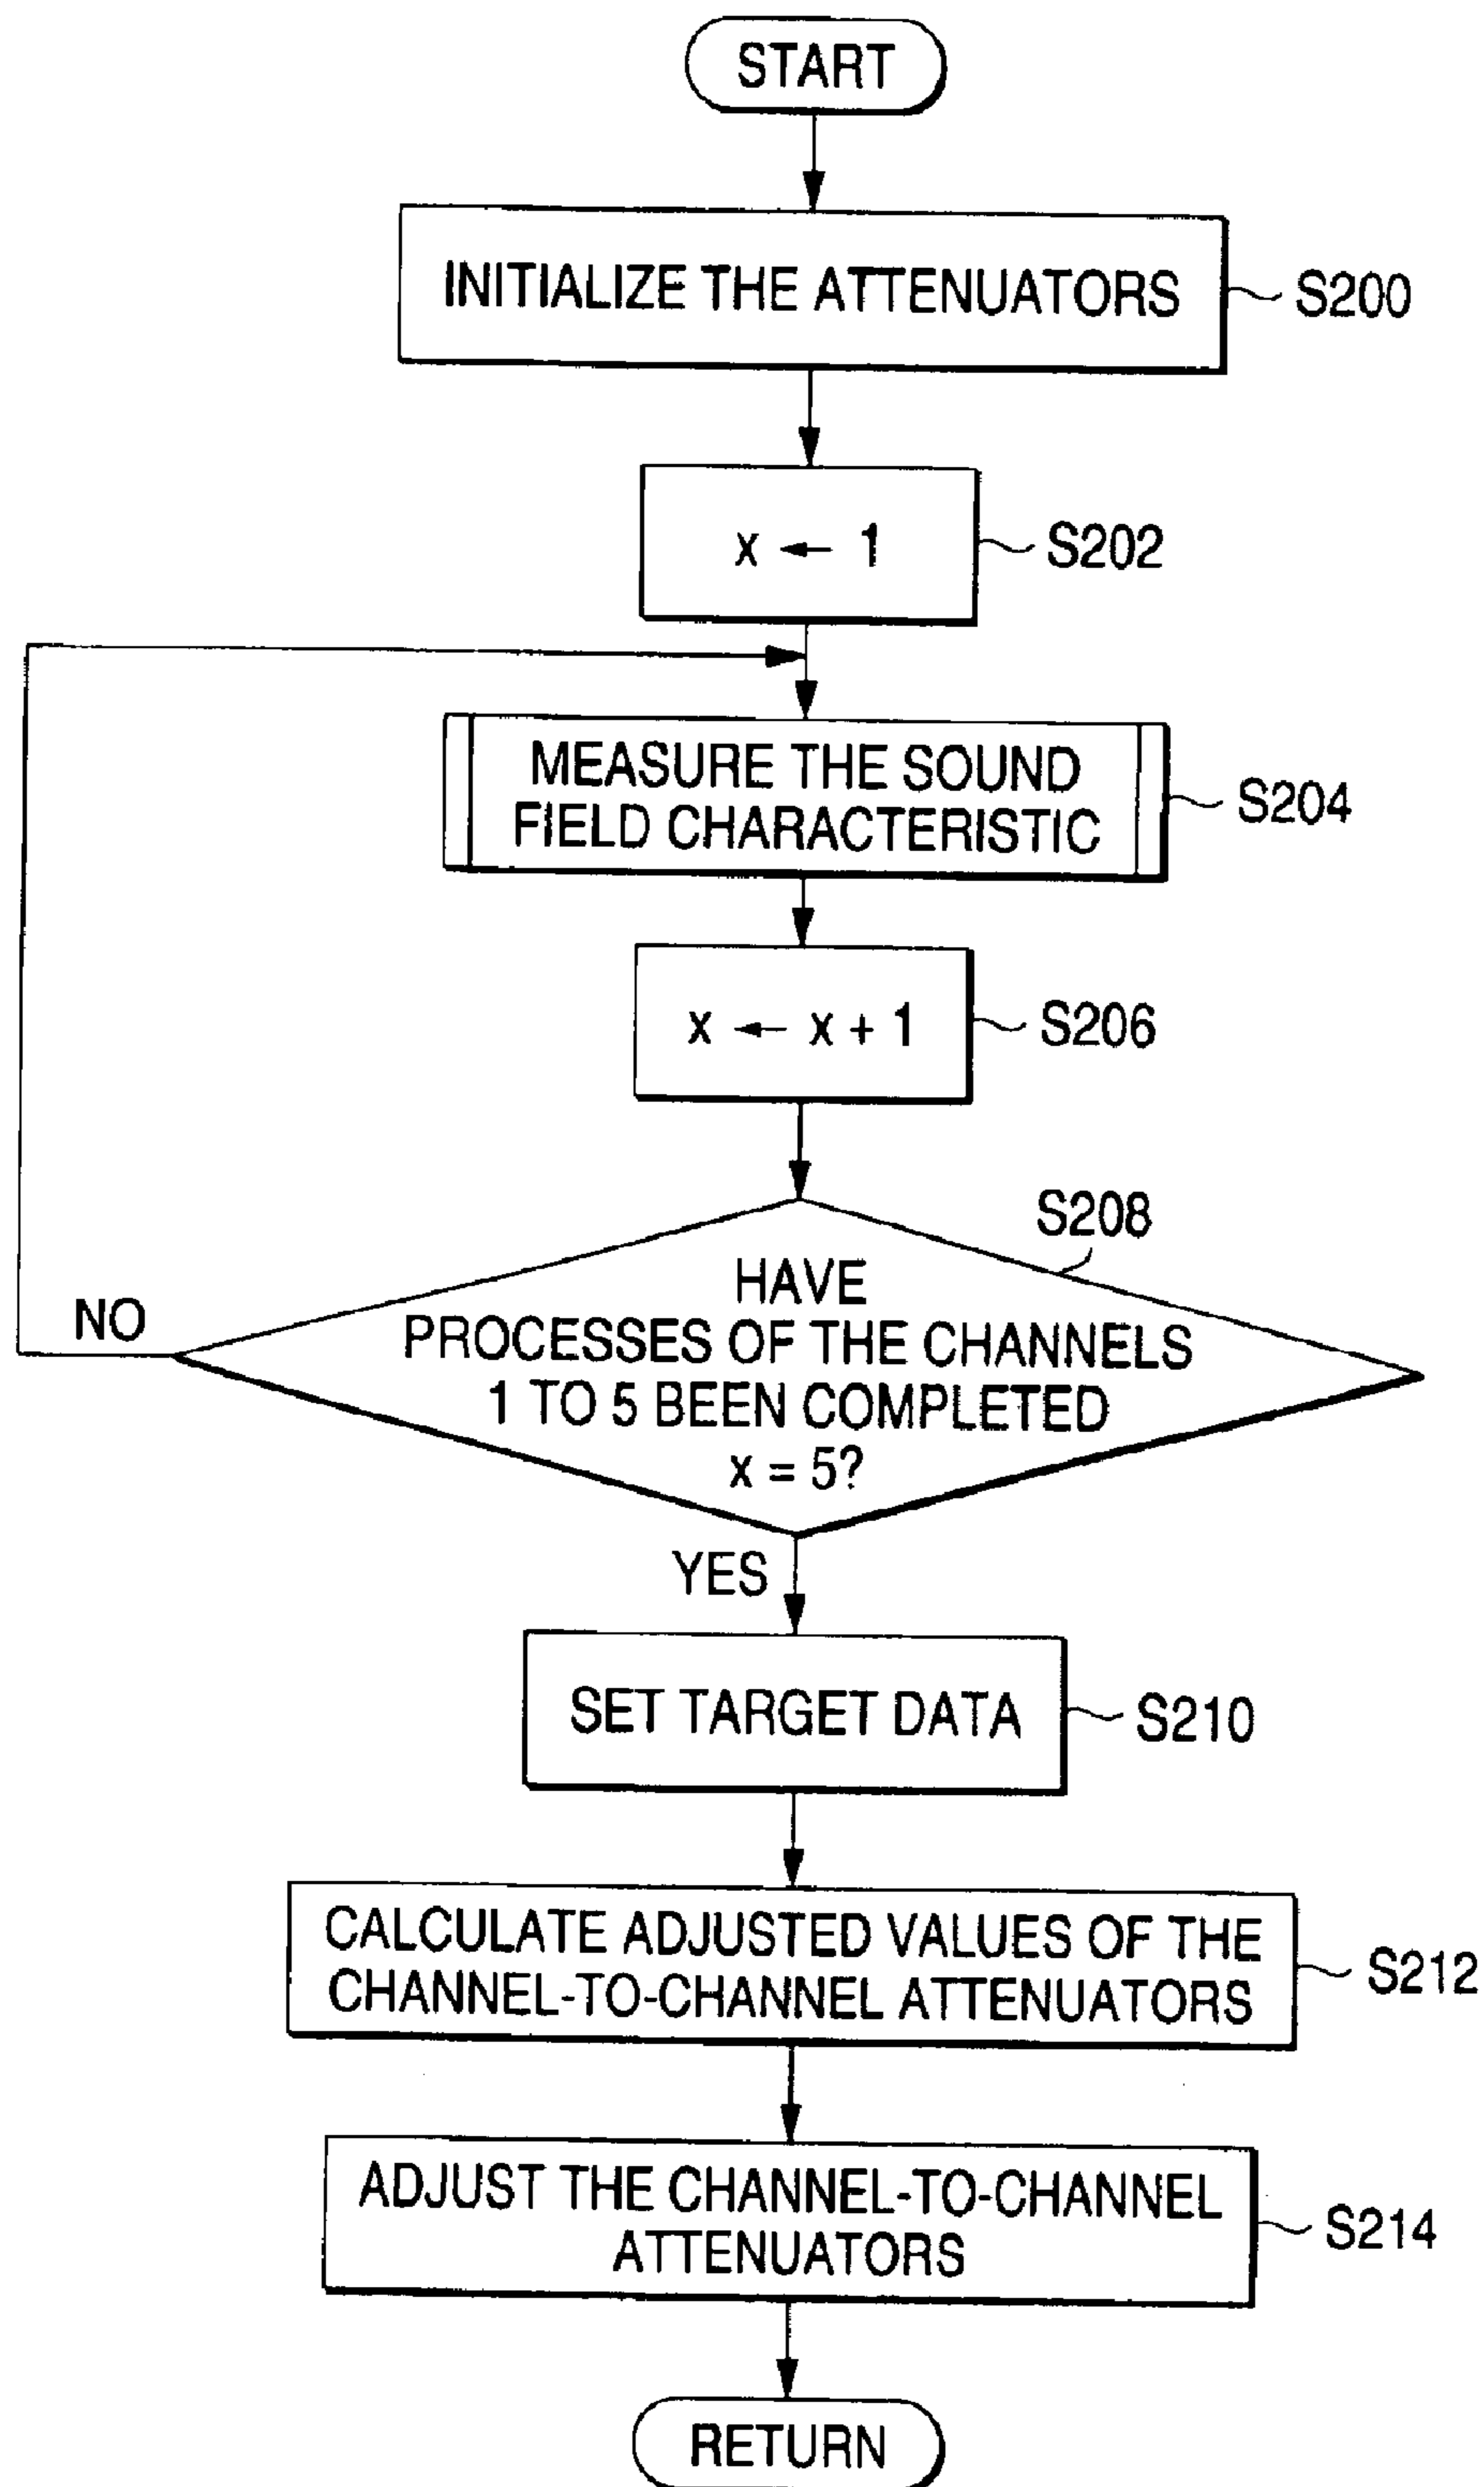 START
INITIALIZE THE ATTENUATORS
S200
x ← 1
S202
MEASURE THE SOUND
FIELD CHARACTERISTIC
S204
x ← x + 1
S206
S208
HAVE
PROCESSES OF THE CHANNELS
1 TO 5 BEEN COMPLETED
x = 5?
NO
YES
SET TARGET DATA
S210
CALCULATE ADJUSTED VALUES OF THE
CHANNEL-TO-CHANNEL ATTENUATORS
S212
ADJUST THE CHANNEL-TO-CHANNEL
ATTENUATORS
S214
RETURN